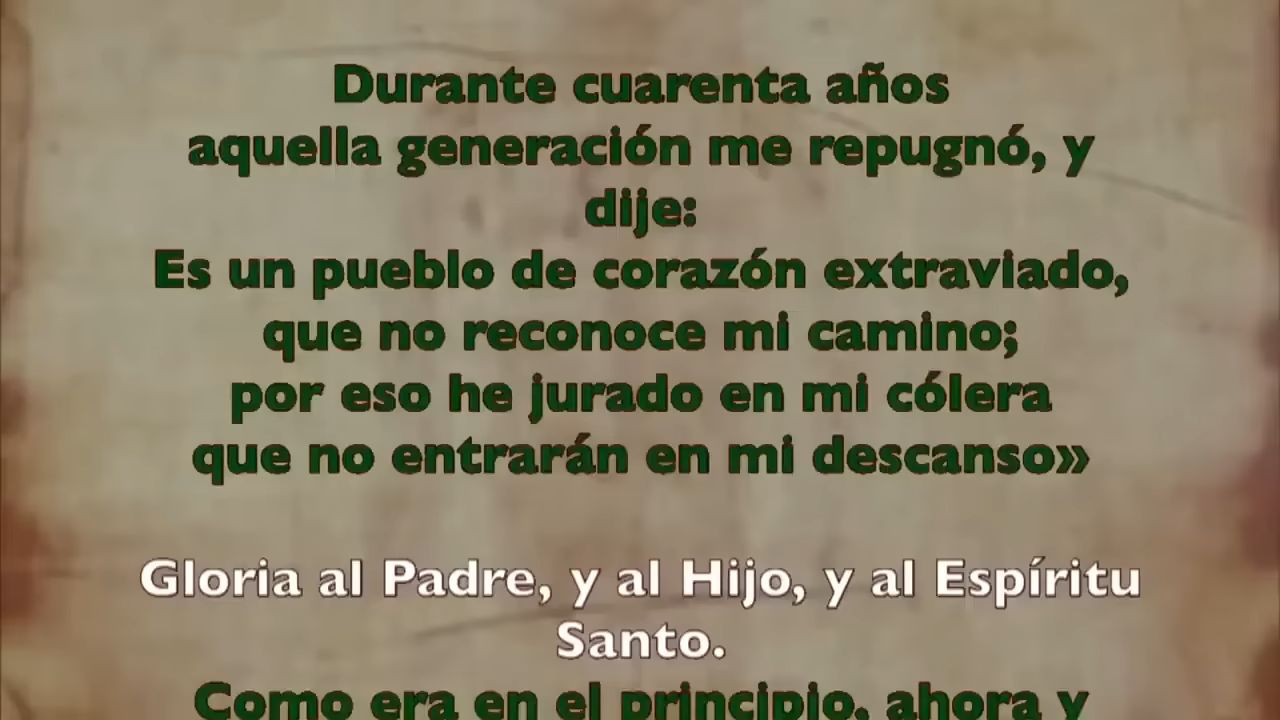 Durante cuarenta años
aquella generación me repugnó, y
dije:
Es un pueblo de corazón extraviado,
que no reconoce mi camino;
por eso he jurado en mi cólera
que no entrarán en mi descanso»
Gloria al Padre, y al Hijo, y al Espíritu
Santo.
Como era en el principio, ahora y